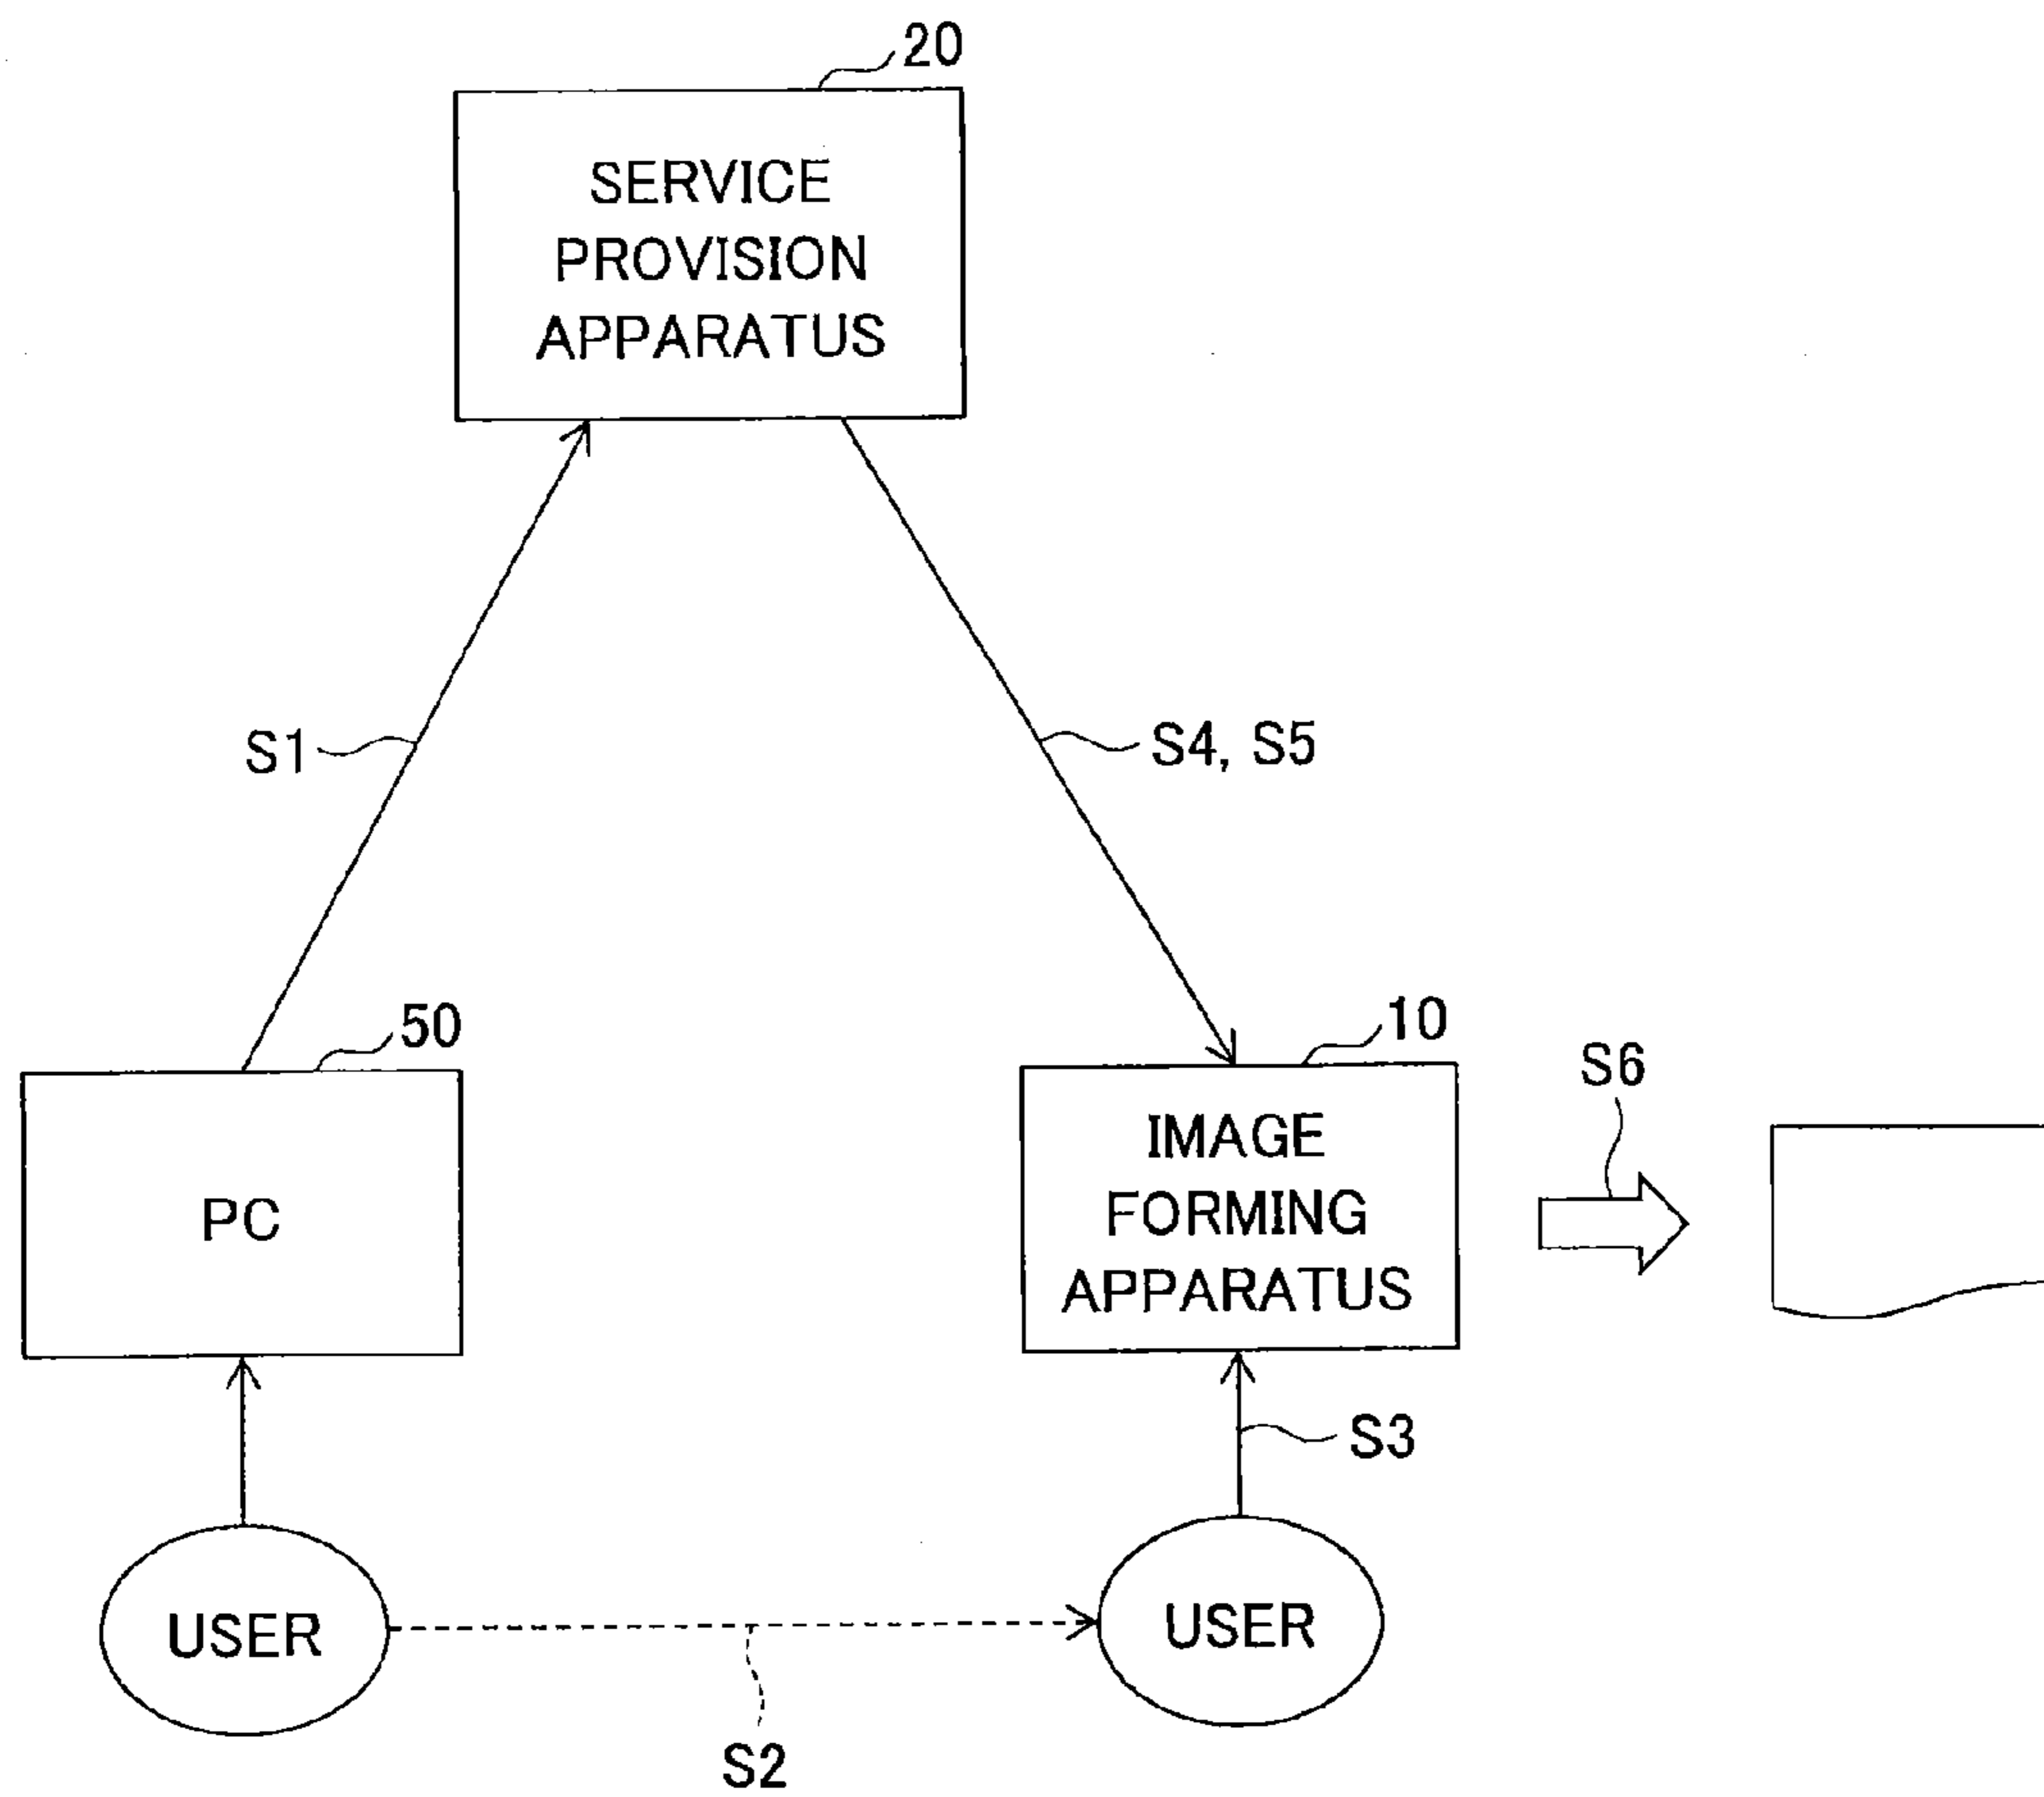 20
SERVICE
PROVISION
APPARATUS
S1
S4, S5
50
10
S6
PC
IMAGE
FORMING
APPARATUS
S3
USER
USER
S2